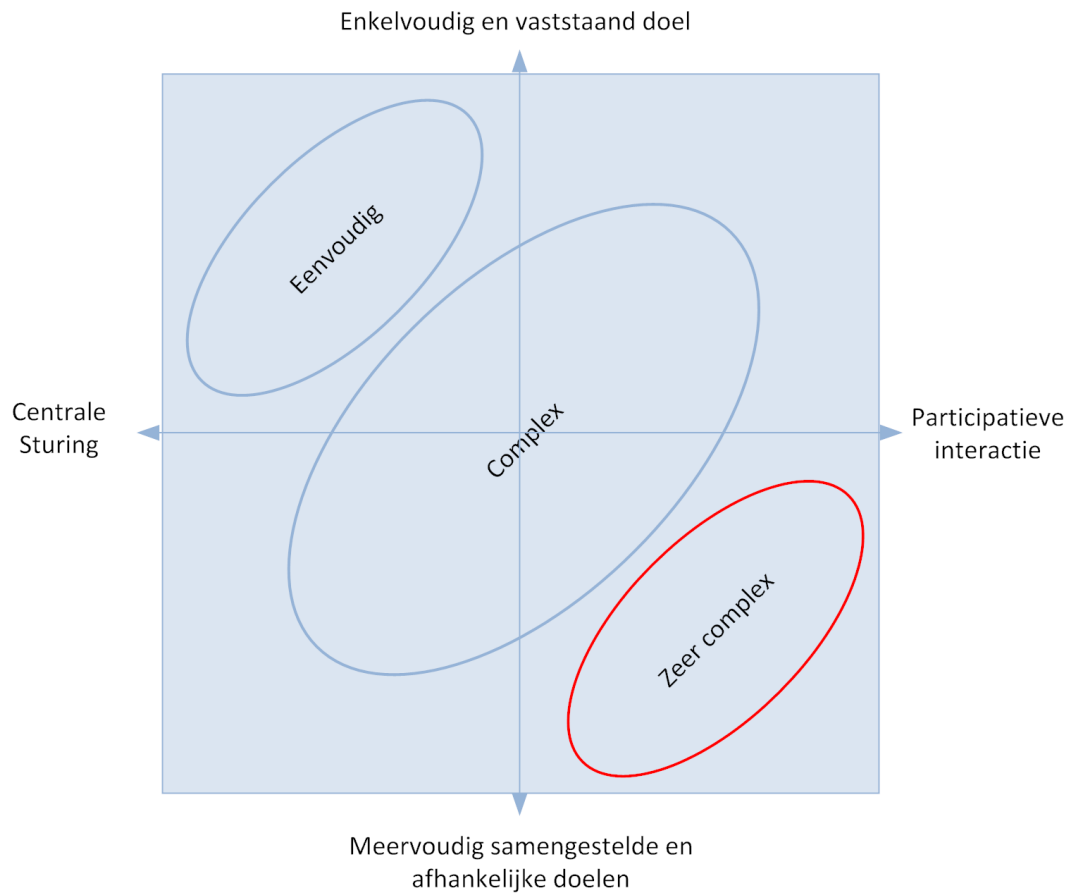 Enkelvoudig en vaststaand doel
Eenvoudig
Centrale
Sturing
Complex
Participatieve
interactie
Zeer complex
Meervoudig samengestelde en
afhankelijke doelen